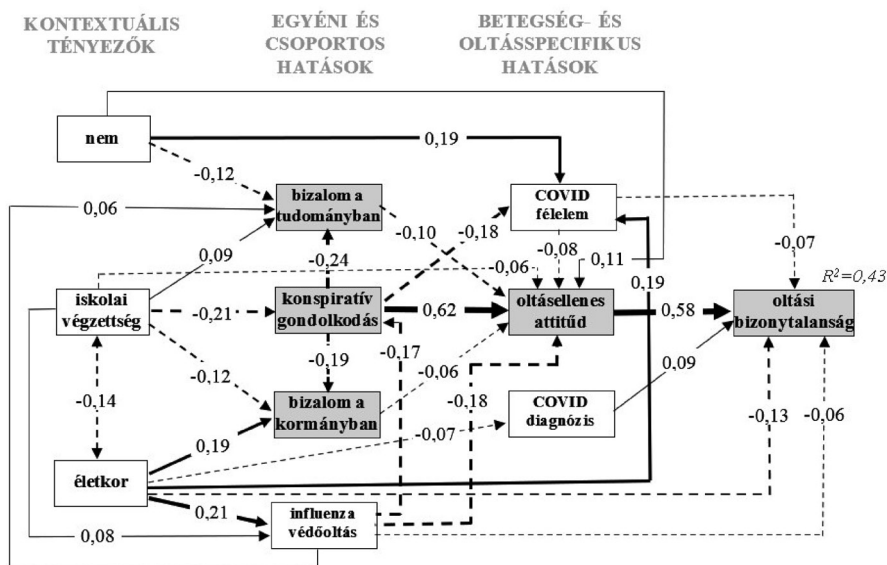 KONTEXTUÁLIS
TÉNYEZŐK
EGYÉNI ÉS
CSOPORTOS
HATÁSOK
BETEGSÉG– ÉS
OLTÁSSPECIFIKUS
HATÁSOK
nem
0,19
-0,12
bizalom a
tudományban
COVID
félelem
0,06
-0,10
-0,18
-0,07
0,09
-0,08
0,11
-0,24
-0,06
0,19
R²=0,43
iskolai
végzettség
-0,21
konspiratív
gondolkodás
0,62
oltásellenes
attitűd
0,58
oltási
bizonytalanság
-0,19
-0,17
-0,12
-0,06
0,09
-0,14
bizalom a
kormányban
-0,18
COVID
diagnózis
-0,13
-0,06
0,19
-0,07
életkor
0,21
influenza
védőoltás
0,08